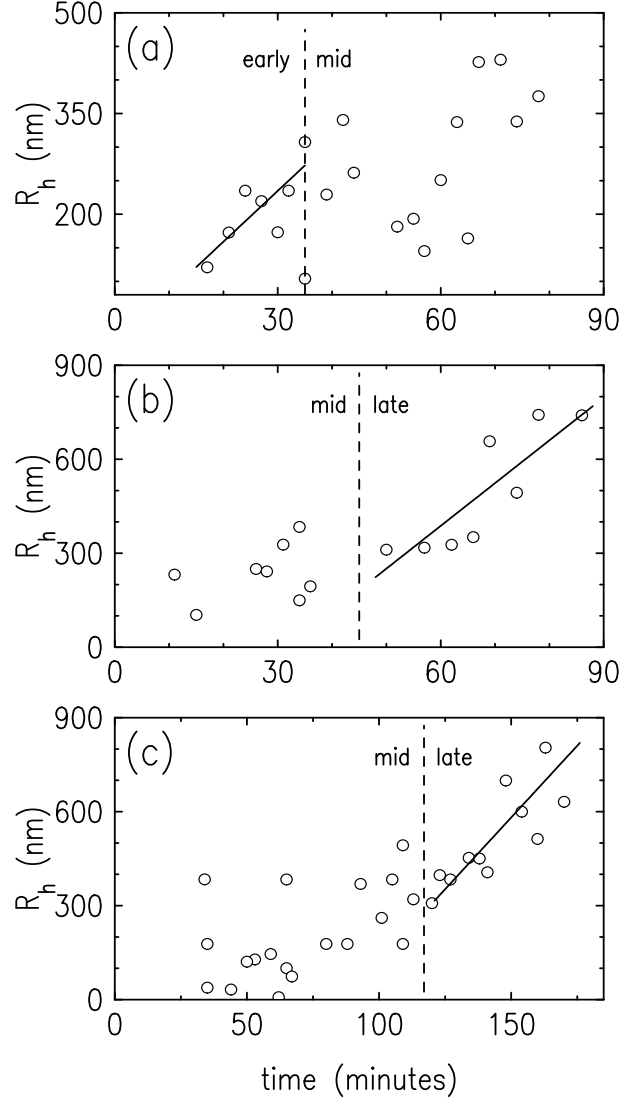 500
(a)
early mid
350
R_h (nm)
200
0 30 60 90
900
(b)
mid late
600
R_h (nm)
300
0
0 30 60 90
900
(c)
mid late
600
R_h (nm)
300
0
0 50 100 150
time (minutes)